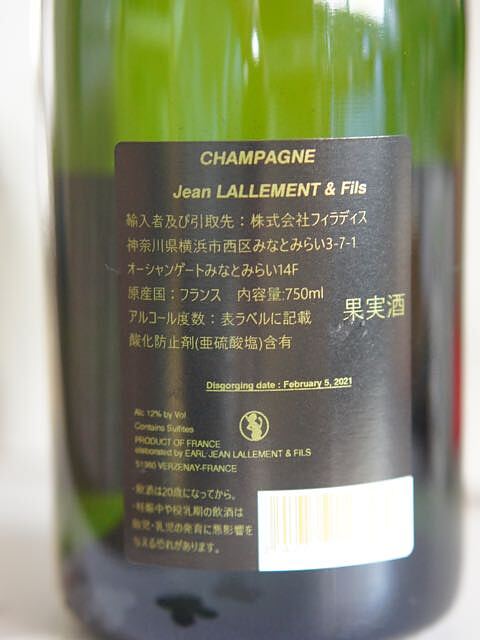 CHAMPAGNE
Jean LALLEMENT & Fils
輸入者及び引取先：株式会社フィラディス
神奈川県横浜市西区みなとみらい3-7-1
オーシャンゲートみなとみらい14F
原産国：フランス 内容量:750ml
果実酒
アルコール度数：表ラベルに記載
酸化防止剤(亜硫酸塩)含有
Disgorging date : February 5, 2021
Alc 12% by Vol
Contains Sulfites
PRODUCT OF FRANCE
elaborated by EARL JEAN LALLEMENT & FILS
51360 VERZENAY-FRANCE
・飲酒は20歳になってから。
・妊娠中や授乳期の飲酒は
胎児・乳児の発育に悪影響を
与える恐れがあります。